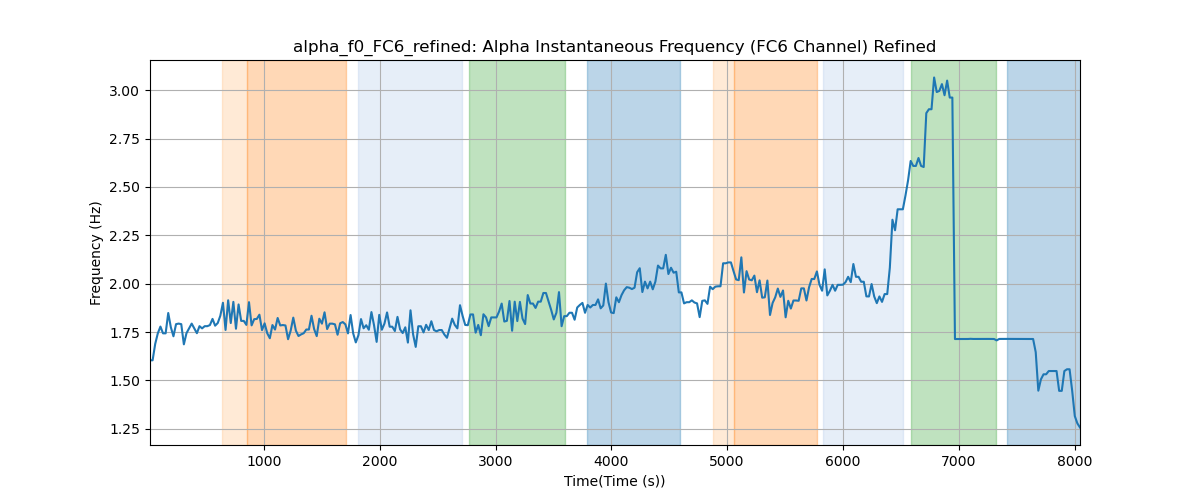 alpha_f0_FC6_refined: Alpha Instantaneous Frequency (FC6 Channel) Refined
Frequency (Hz)
3.00
2.75
2.50
2.25
2.00
1.75
1.50
1.25
1000 2000 3000 4000 5000 6000 7000 8000
Time(Time (s))